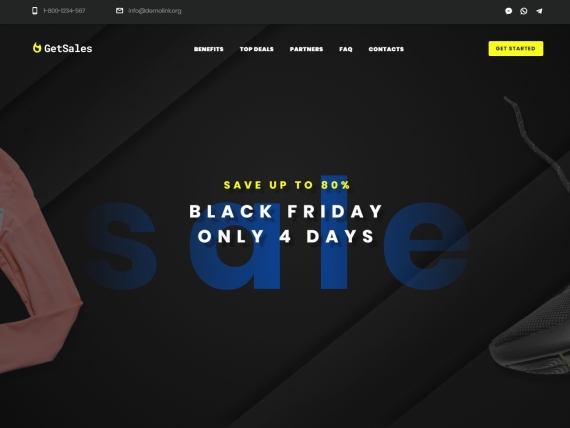 1-800-1234-567
info@demolink.org
GetSales
BENEFITS
TOP DEALS
PARTNERS
FAQ
CONTACTS
GET STARTED
SAVE UP TO 80%
sale
BLACK FRIDAY
ONLY 4 DAYS